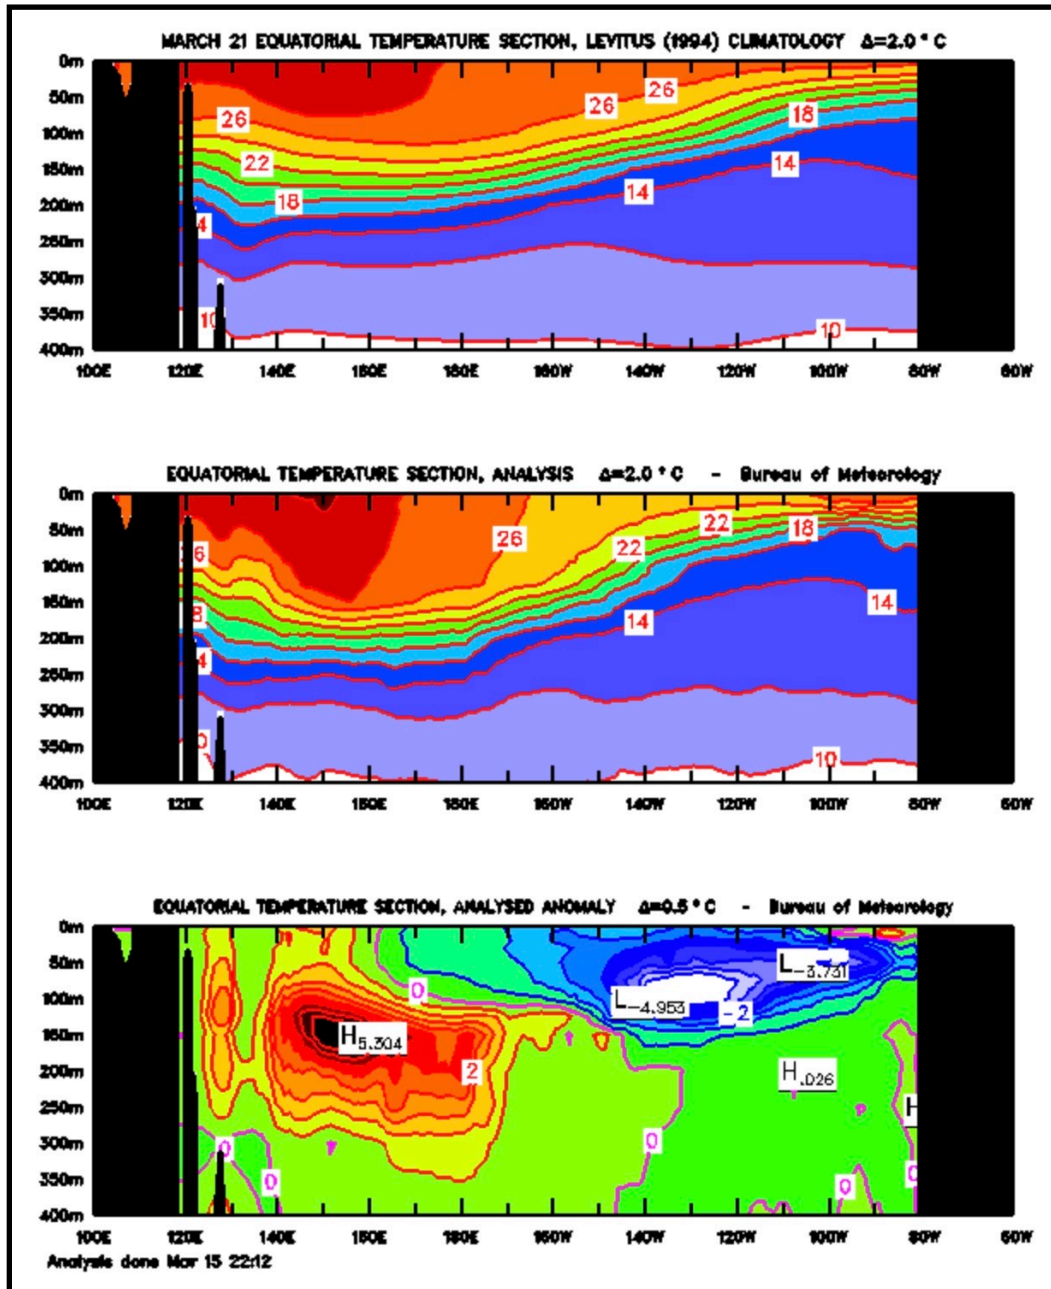 MARCH 21 EQUATORIAL TEMPERATURE SECTION, LEVITUS (1994) CLIMATOLOGY Δ=2.0°C
0m
50m
100m
150m
200m
250m
300m
350m
400m
26
26
26
22
18
18
14
14
4
10
10
100E 120E 140E 160E 180E 160W 140W 120W 100W 80W 60W
EQUATORIAL TEMPERATURE SECTION, ANALYSIS Δ=2.0°C - Bureau of Meteorology
0m
50m
100m
150m
200m
250m
300m
350m
400m
26
26
22
22
18
8
14
14
4
0
10
100E 120E 140E 160E 180E 160W 140W 120W 100W 80W 60W
EQUATORIAL TEMPERATURE SECTION, ANALYSED ANOMALY Δ=0.5°C - Bureau of Meteorology
0m
50m
100m
150m
200m
250m
300m
350m
400m
L-3.731
0
L-4.953
-2
H5.304
2
H.026
H
0
0
0
0
0
100E 120E 140E 160E 180E 160W 140W 120W 100W 80W 60W
Analysis done Mar 15 22:12